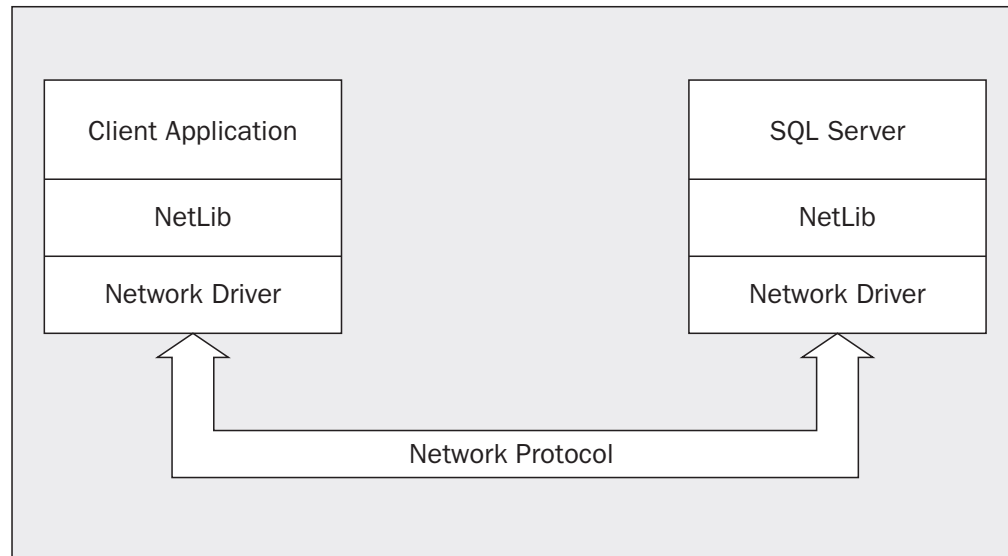 Client Application
NetLib
Network Driver
SQL Server
NetLib
Network Driver
Network Protocol